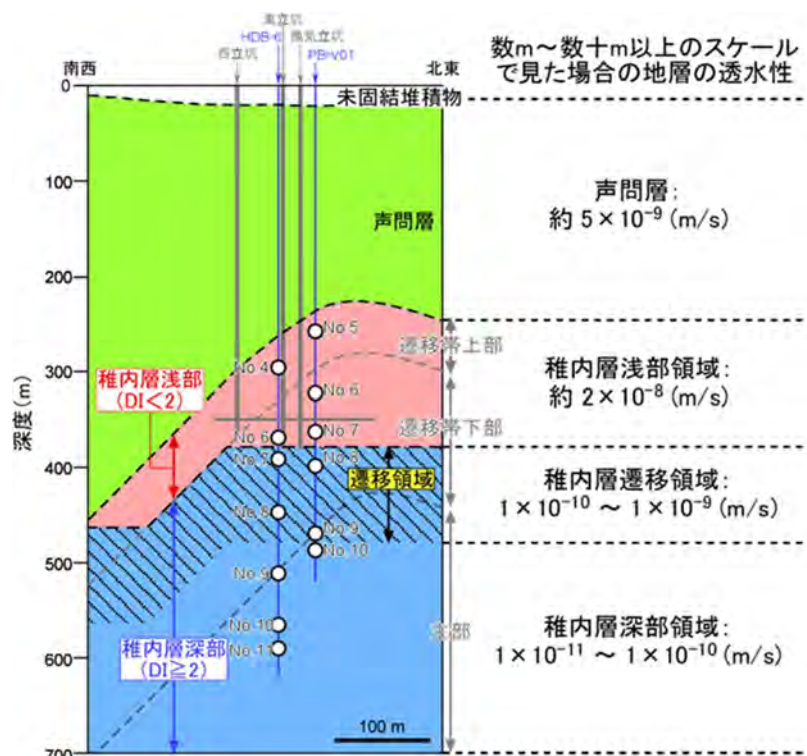 東立坑
HDB-6
換気立坑
西立坑
PB-V01
数m～数十m以上のスケール
で見た場合の地層の透水性
南西
北東
0
未固結堆積物
100
声問層:
約 5×10⁻⁹ (m/s)
声問層
200
No.5
300
No.4
遷移帯上部
稚内層浅部領域:
約 2×10⁻⁸ (m/s)
稚内層浅部
(DI<2)
No.6
No.7
遷移帯下部
No.6
深度(m)
400
No.7
No.8
遷移領域
稚内層遷移領域:
1×10⁻¹⁰ ～ 1×10⁻⁹ (m/s)
No.8
No.9
500
No.10
No.9
No.10
深部
稚内層深部領域:
1×10⁻¹¹ ～ 1×10⁻¹⁰ (m/s)
稚内層深部
(DI≧2)
No.11
600
100 m
700